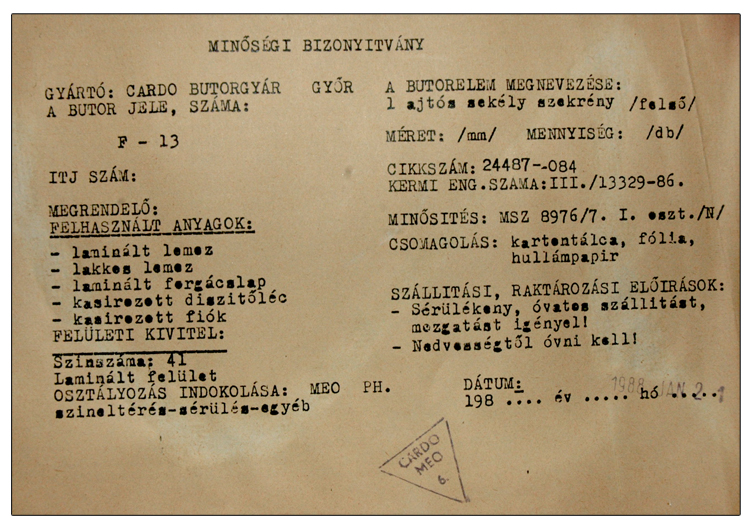 MINŐSÉGI BIZONYITVÁNY
GYÁRTÓ: CARDO BUTORGYÁR GYŐR
A BUTOR JELE, SZÁMA:
F - 13
ITJ SZÁM:
MEGRENDELŐ:
FELHASZNÁLT ANYAGOK:
- laminált lemez
- lakkos lemez
- laminált forgácslap
- kasirozott diszitőléc
- kasirozott fiók
FELÜLETI KIVITEL:
Szinszáma: 41
Laminált felület
OSZTÁLYOZÁS INDOKOLÁSA: MEO PH.
szineltérés-sérülés-egyéb
A BUTORELEM MEGNEVEZÉSE:
1 ajtós sekély szekrény /felső/
MÉRET: /mm/ MENNYISÉG: /db/
CIKKSZÁM: 24487--084
KERMI ENG.SZAMA:III./13329-86.
MINŐSITÉS: MSZ 8976/7. I. oszt./N/
CSOMAGOLÁS: kartontálca, fólia,
hullámpapir
SZÁLLITÁSI, RAKTÁROZÁSI ELŐIRÁSOK:
- Sérülékeny, óvatos szállitást,
mozgatást igényel!
- Nedvességtől óvni kell!
DÁTUM:
198 .... év ..... hó .....
1988 JAN 2 1
CARDO
MEO
6.